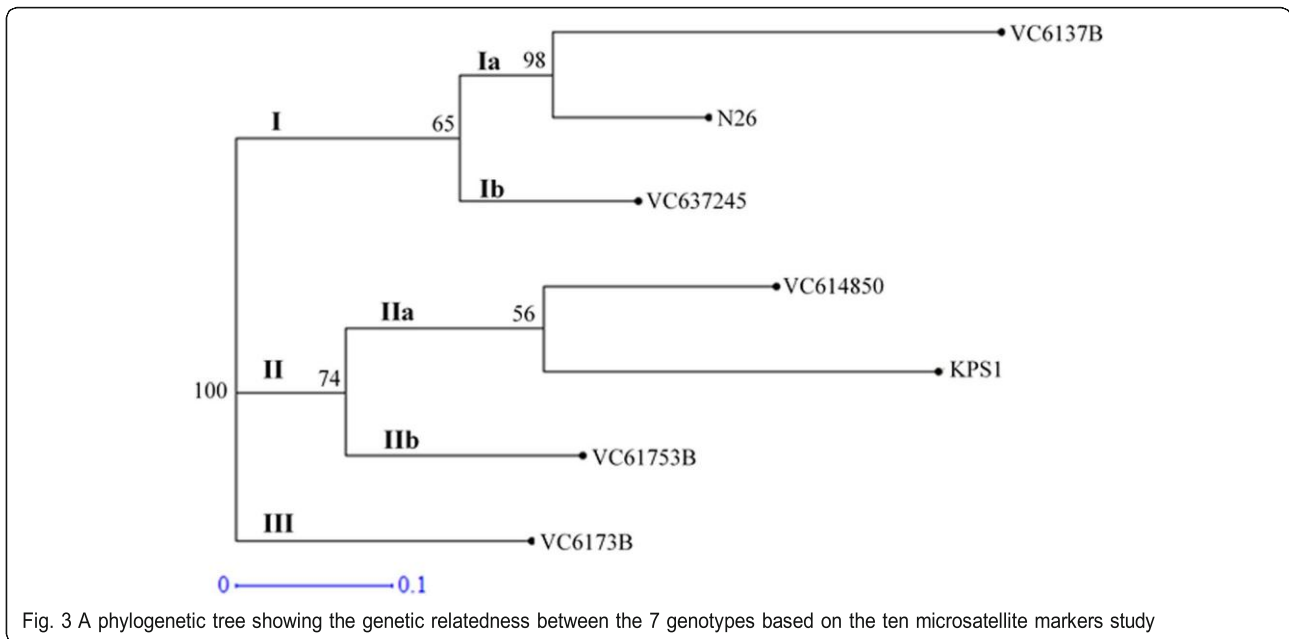 VC6137B
Ia 98
N26
I 65
Ib
VC637245
VC614850
IIa 56
KPS1
II 74
100
IIb
VC61753B
III
VC6173B
0 0.1
Fig. 3 A phylogenetic tree showing the genetic relatedness between the 7 genotypes based on the ten microsatellite markers study